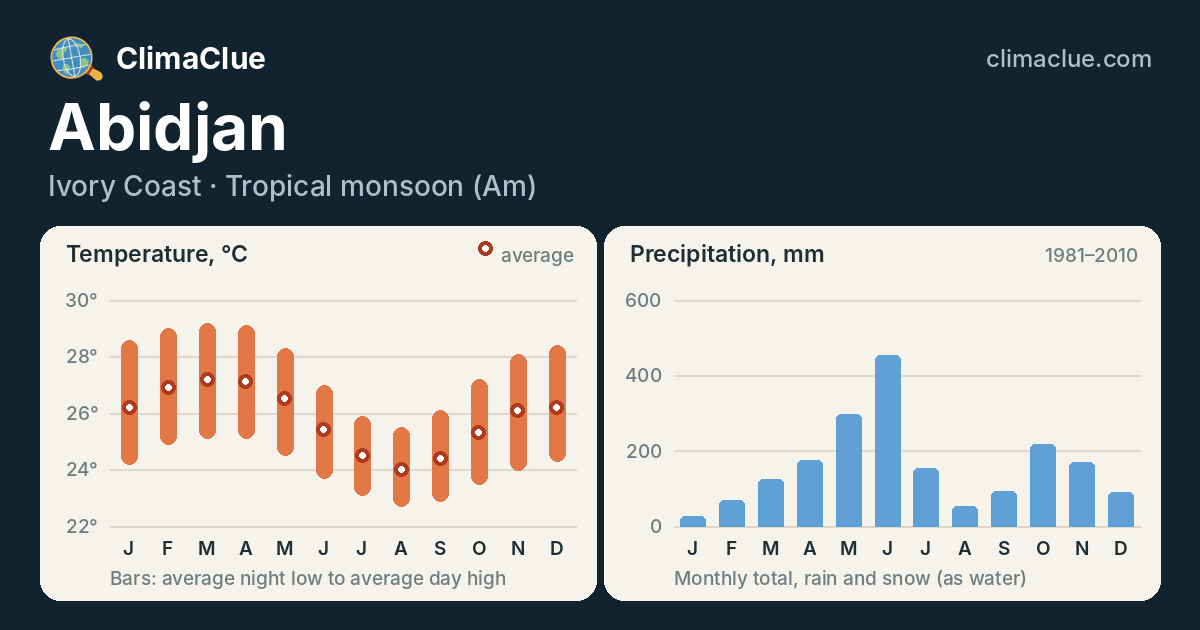 ClimaClue
climaclue.com
Abidjan
Ivory Coast · Tropical monsoon (Am)
Temperature, °C
average
30°
28°
26°
24°
22°
J F M A M J J A S O N D
Bars: average night low to average day high
Precipitation, mm
1981–2010
600
400
200
0
J F M A M J J A S O N D
Monthly total, rain and snow (as water)